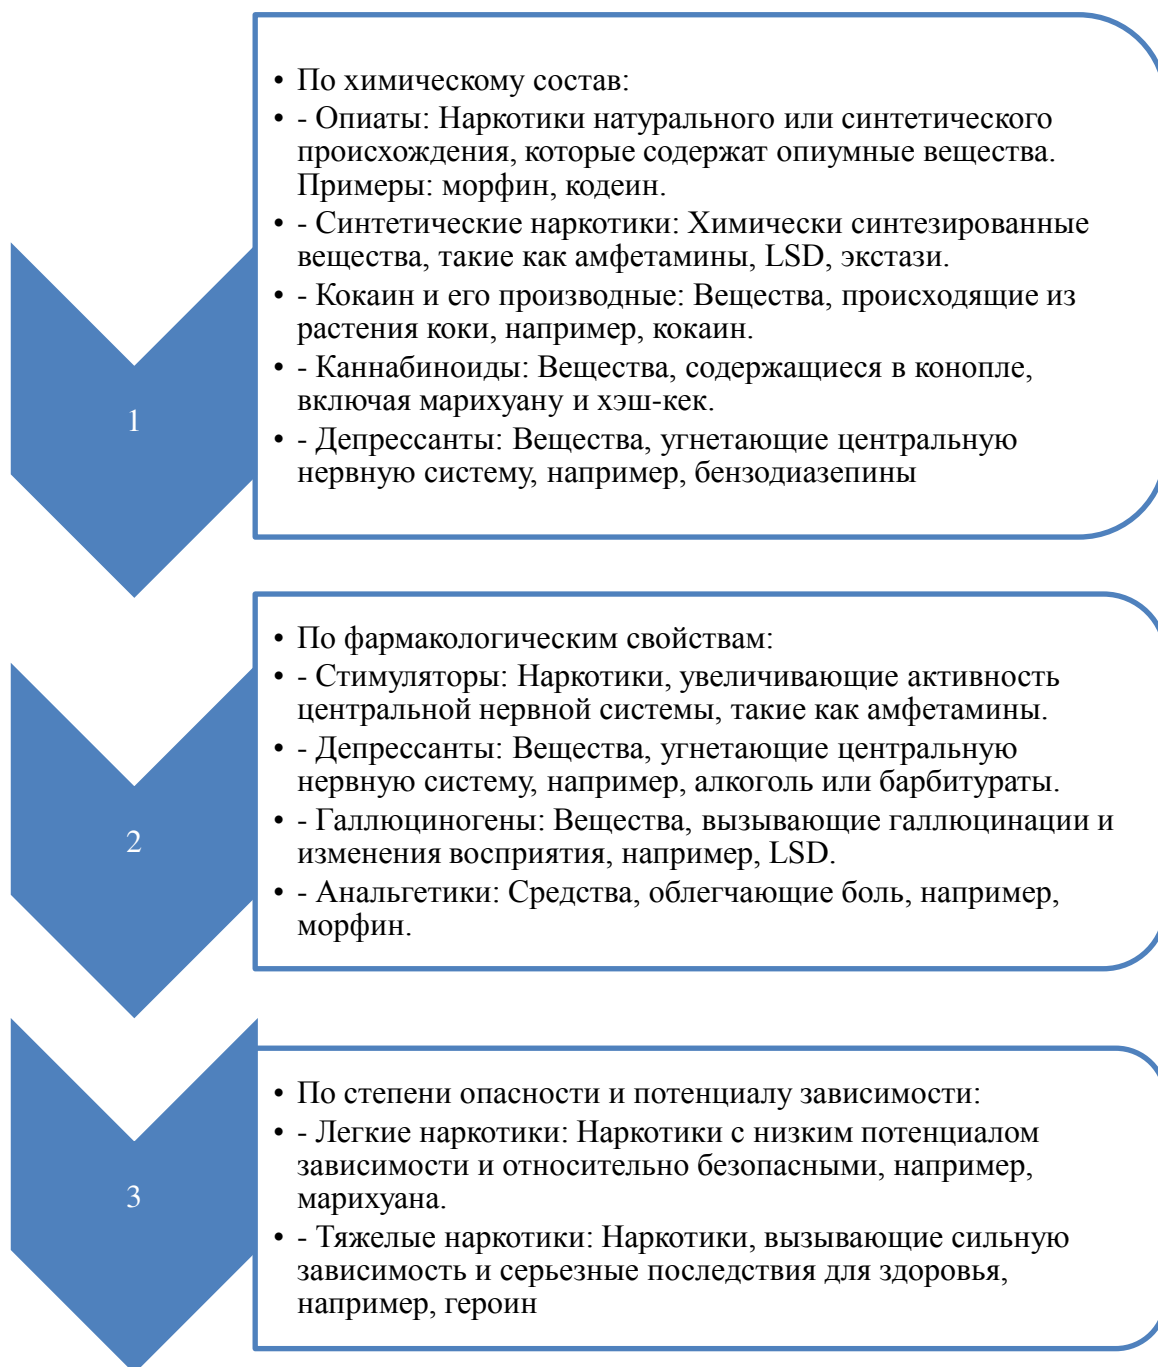 1
• По химическому состав:
• - Опиаты: Наркотики натурального или синтетического
происхождения, которые содержат опиумные вещества.
Примеры: морфин, кодеин.
• - Синтетические наркотики: Химически синтезированные
вещества, такие как амфетамины, LSD, экстази.
• - Кокаин и его производные: Вещества, происходящие из
растения коки, например, кокаин.
• - Каннабиноиды: Вещества, содержащиеся в конопле,
включая марихуану и хэш-кек.
• - Депрессанты: Вещества, угнетающие центральную
нервную систему, например, бензодиазепины
2
• По фармакологическим свойствам:
• - Стимуляторы: Наркотики, увеличивающие активность
центральной нервной системы, такие как амфетамины.
• - Депрессанты: Вещества, угнетающие центральную
нервную систему, например, алкоголь или барбитураты.
• - Галлюциногены: Вещества, вызывающие галлюцинации и
изменения восприятия, например, LSD.
• - Анальгетики: Средства, облегчающие боль, например,
морфин.
3
• По степени опасности и потенциалу зависимости:
• - Легкие наркотики: Наркотики с низким потенциалом
зависимости и относительно безопасными, например,
марихуана.
• - Тяжелые наркотики: Наркотики, вызывающие сильную
зависимость и серьезные последствия для здоровья,
например, героин